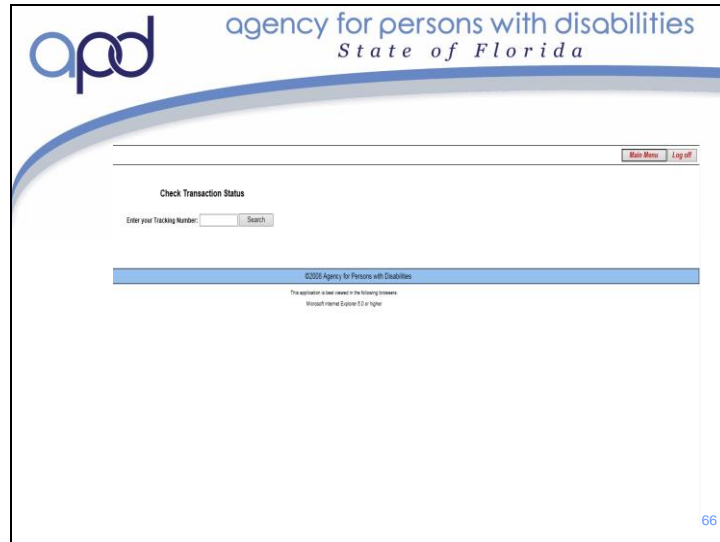 apd
agency for persons with disabilities
State of Florida
Main Menu Log off
Check Transaction Status
Enter your Tracking Number: Search
©2008 Agency for Persons with Disabilities
This application is best viewed in the following browsers.
Microsoft Internet Explorer 5.0 or higher
66